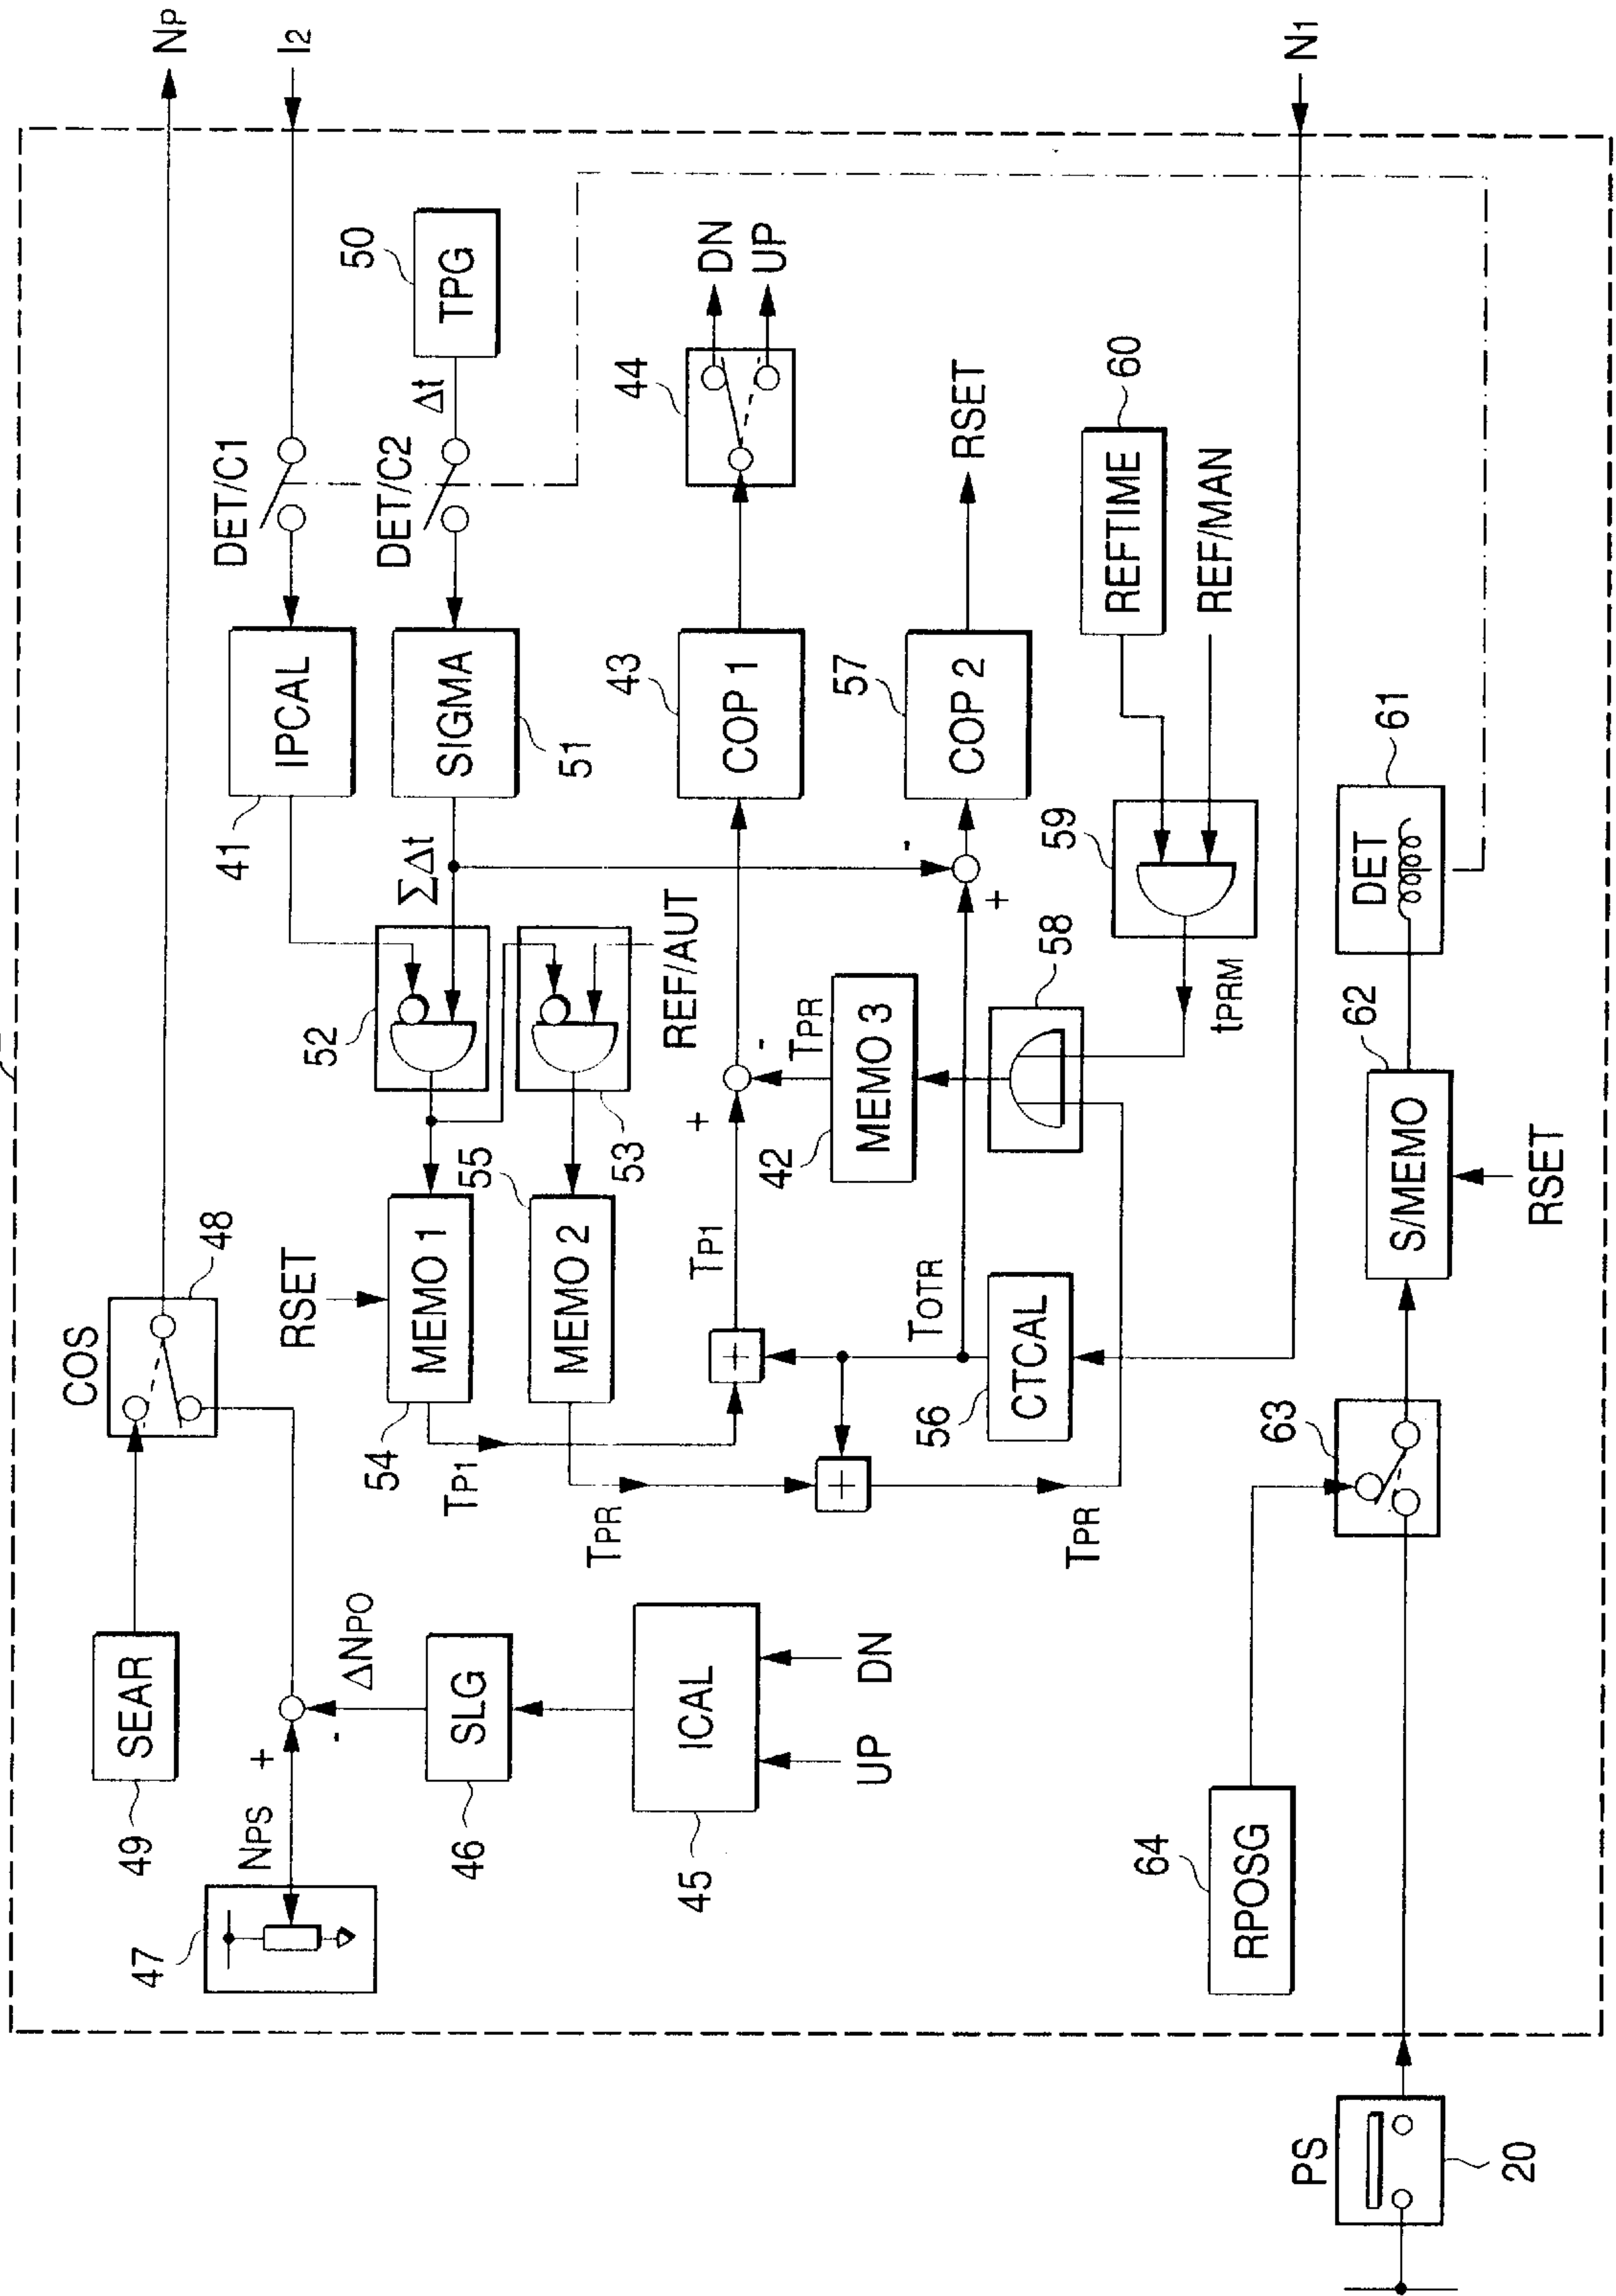 NP
I2
N1
50
TPG
Δt
DET/C1
DET/C2
44
DN
UP
RSET
60
REFTIME
REF/MAN
IPCAL
41
SIGMA
51
43
COP 1
57
COP 2
61
DET
ΣΔt
52
53
REF/AUT
59
58
tPRM
+
-
+
-
TPR
42
MEMO 3
62
S/MEMO
RSET
COS
48
RSET
MEMO 1
54
55
MEMO 2
TP1
TP1
TPR
+
+
TOTR
56
CTCAL
TPR
63
SEAR
49
NPS
+
-
ΔNPO
SLG
46
ICAL
45
UP
DN
47
64
RPOSG
PS
20